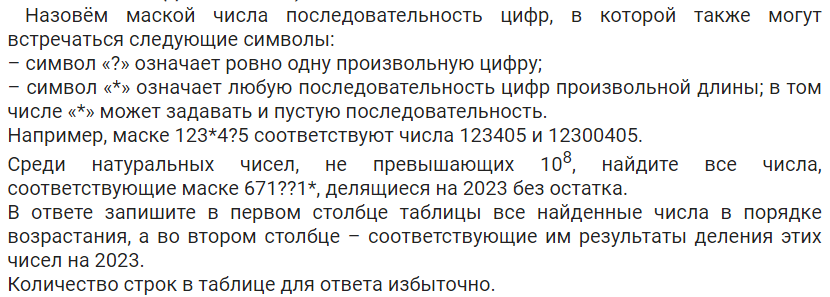 Назовём маской числа последовательность цифр, в которой также могут
встречаться следующие символы:
– символ «?» означает ровно одну произвольную цифру;
– символ «*» означает любую последовательность цифр произвольной длины; в том
числе «*» может задавать и пустую последовательность.
Например, маске 123*4?5 соответствуют числа 123405 и 12300405.
Среди натуральных чисел, не превышающих 10⁸, найдите все числа,
соответствующие маске 671??1*, делящиеся на 2023 без остатка.
В ответе запишите в первом столбце таблицы все найденные числа в порядке
возрастания, а во втором столбце – соответствующие им результаты деления этих
чисел на 2023.
Количество строк в таблице для ответа избыточно.